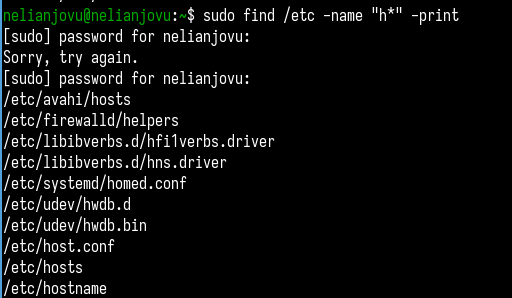 nelianjovu@nelianjovu:~$ sudo find /etc -name "h*" -print
[sudo] password for nelianjovu:
Sorry, try again.
[sudo] password for nelianjovu:
/etc/avahi/hosts
/etc/firewalld/helpers
/etc/libibverbs.d/hfi1verbs.driver
/etc/libibverbs.d/hns.driver
/etc/systemd/homed.conf
/etc/udev/hwdb.d
/etc/udev/hwdb.bin
/etc/host.conf
/etc/hosts
/etc/hostname